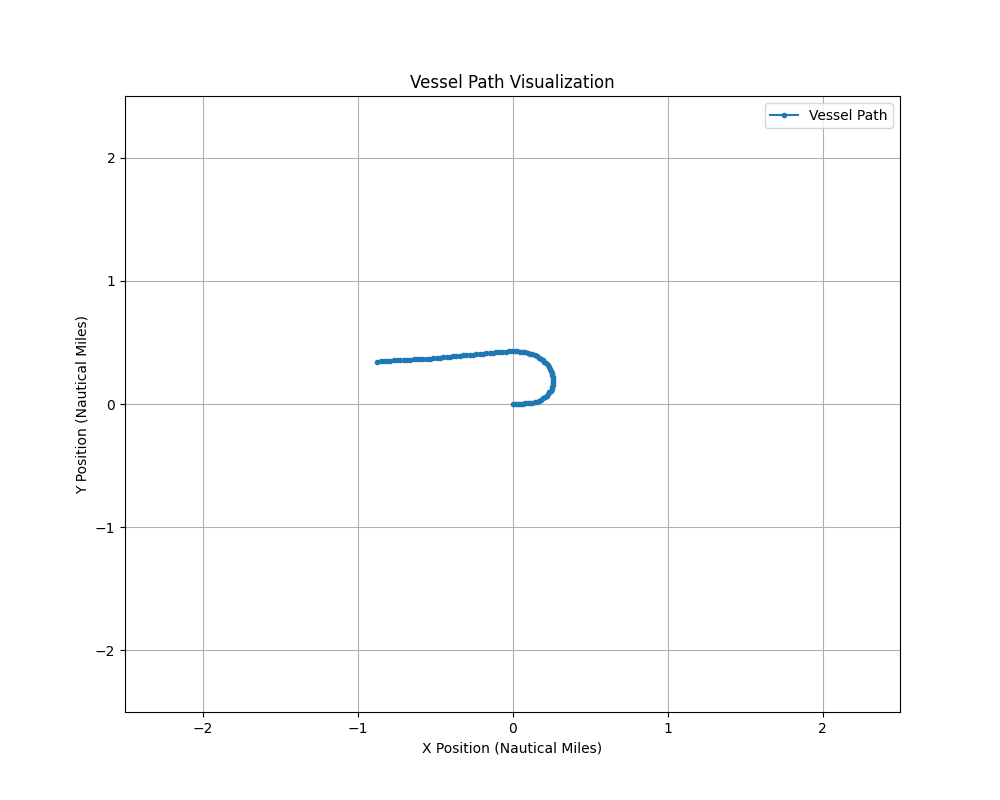 Vessel Path Visualization
Vessel Path
Y Position (Nautical Miles)
2
1
0
−1
−2
−2
−1
0
1
2
X Position (Nautical Miles)